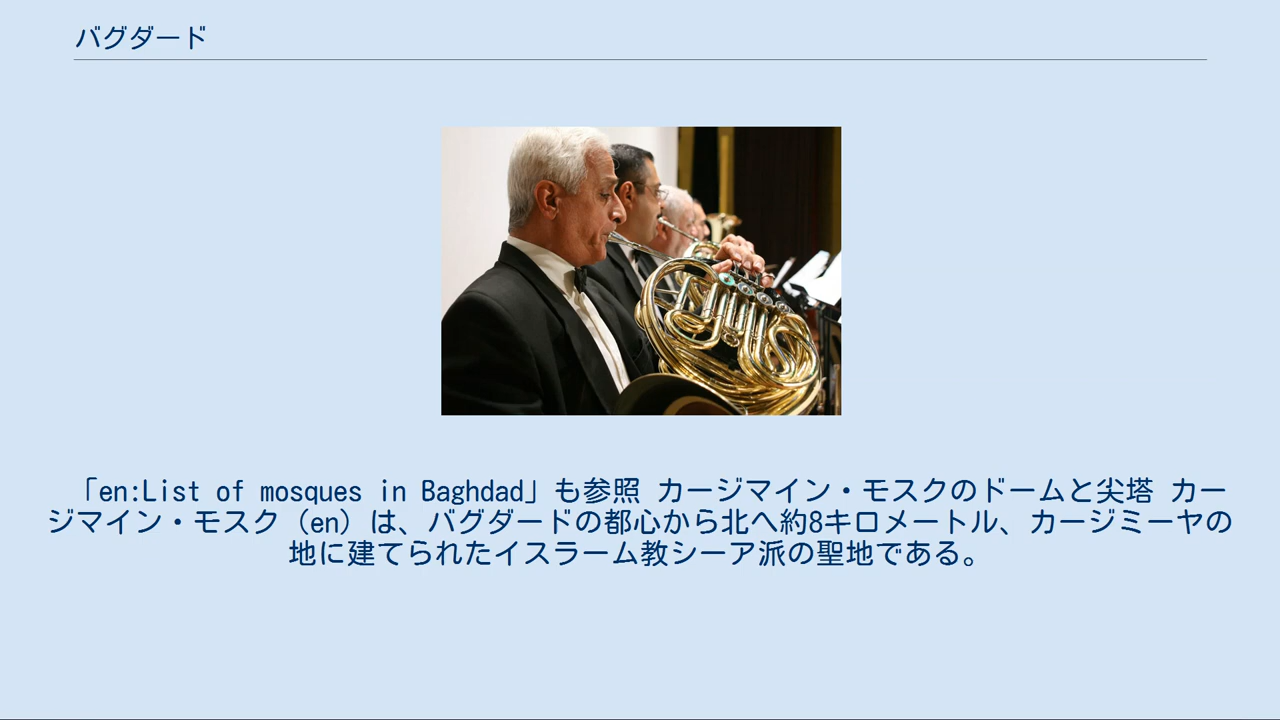 バグダード
「en:List of mosques in Baghdad」も参照 カージマイン・モスクのドームと尖塔 カー
ジマイン・モスク（en）は、バグダードの都心から北へ約8キロメートル、カージミーヤの
地に建てられたイスラーム教シーア派の聖地である。